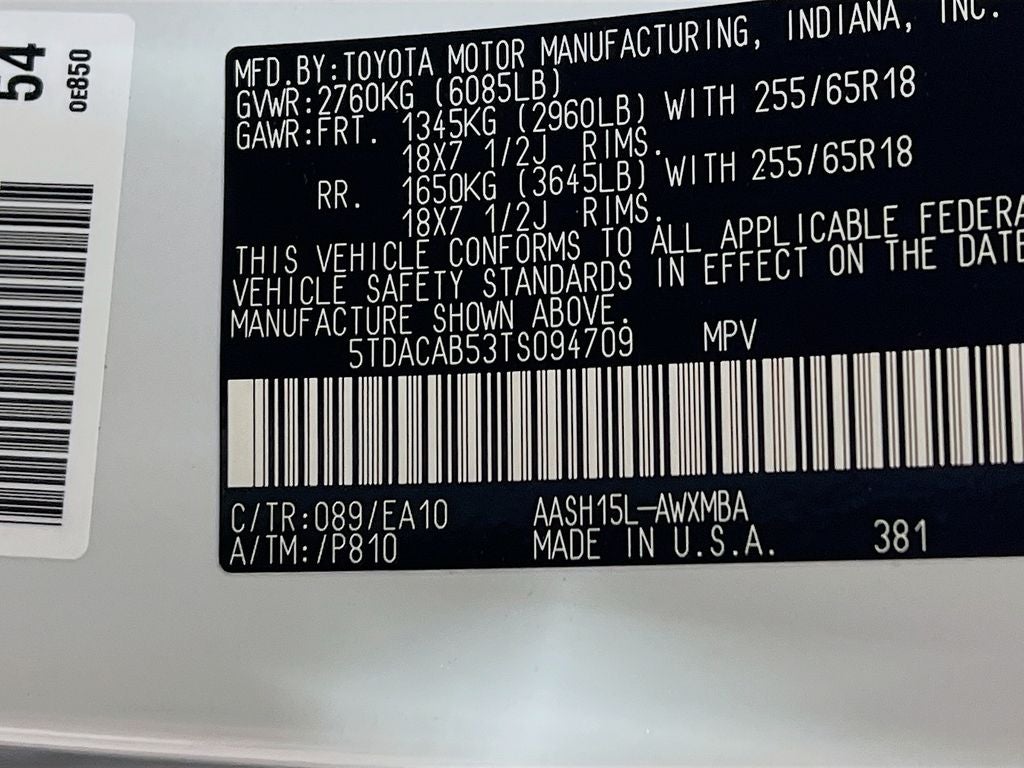 54
0E850
MFD.BY:TOYOTA MOTOR MANUFACTURING, INDIANA, INC.
GVWR:2760KG (6085LB)
GAWR:FRT. 1345KG (2960LB) WITH 255/65R18
18X7 1/2J RIMS.
RR. 1650KG (3645LB) WITH 255/65R18
18X7 1/2J RIMS.
THIS VEHICLE CONFORMS TO ALL APPLICABLE FEDERA
VEHICLE SAFETY STANDARDS IN EFFECT ON THE DATE
MANUFACTURE SHOWN ABOVE.
5TDACAB53TS094709 MPV
C/TR:089/EA10 AASH15L-AWXMBA
A/TM:/P810 MADE IN U.S.A. 381